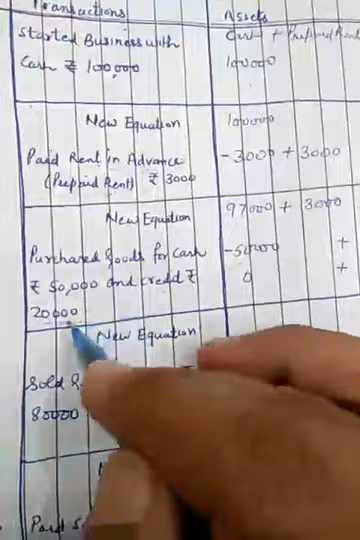 Transactions Assets
Started Business with Cash + Prepaid Rent
Cash ₹ 100,000 100000
New Equation 100000
Paid Rent in Advance -3000 + 3000
(Prepaid Rent) ₹ 3000
New Equation 97000 + 3000
Purchased Goods for Cash -50000 +
₹ 50,000 and credit ₹ 0 +
20000
New Equation
Sold
80000
Paid